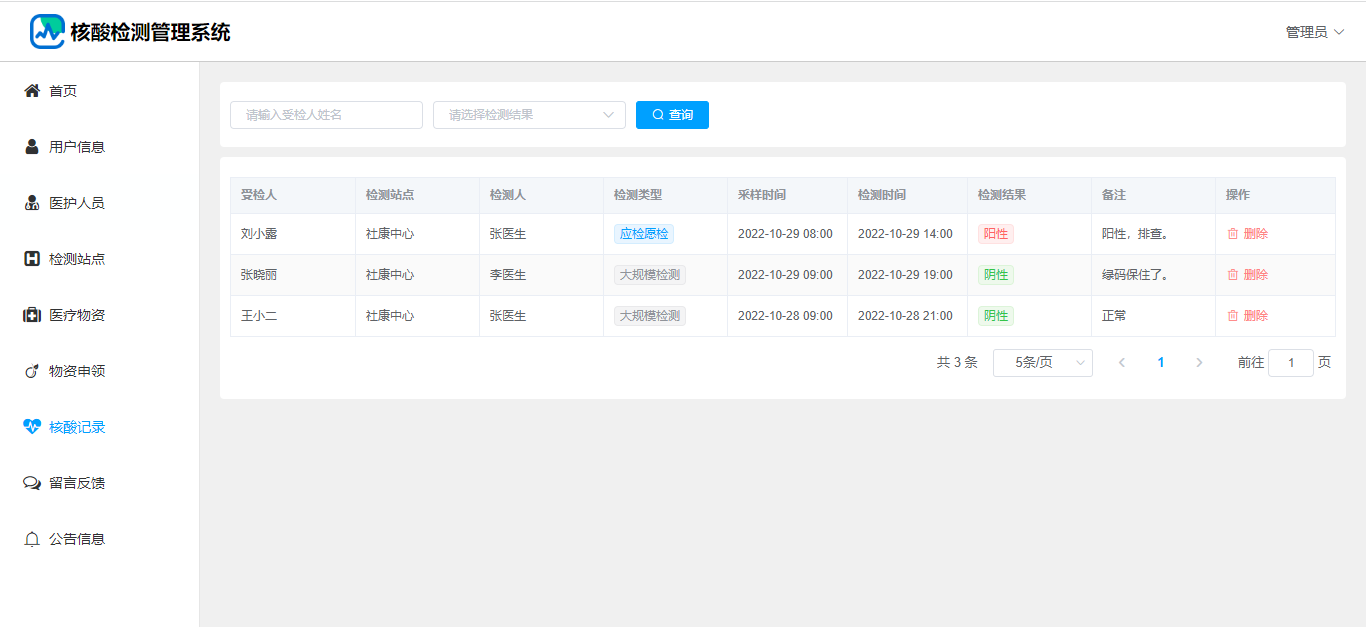 核酸检测管理系统
管理员
首页
用户信息
医护人员
检测站点
医疗物资
物资申领
核酸记录
留言反馈
公告信息
请输入受检人姓名 请选择检测结果 查询
受检人 检测站点 检测人 检测类型 采样时间 检测时间 检测结果 备注 操作
刘小露 社康中心 张医生 应检愿检 2022-10-29 08:00 2022-10-29 14:00 阳性 阳性，排查。 删除
张晓丽 社康中心 李医生 大规模检测 2022-10-29 09:00 2022-10-29 19:00 阴性 绿码保住了。 删除
王小二 社康中心 张医生 大规模检测 2022-10-28 09:00 2022-10-28 21:00 阴性 正常 删除
共 3 条 5条/页 1 前往 1 页